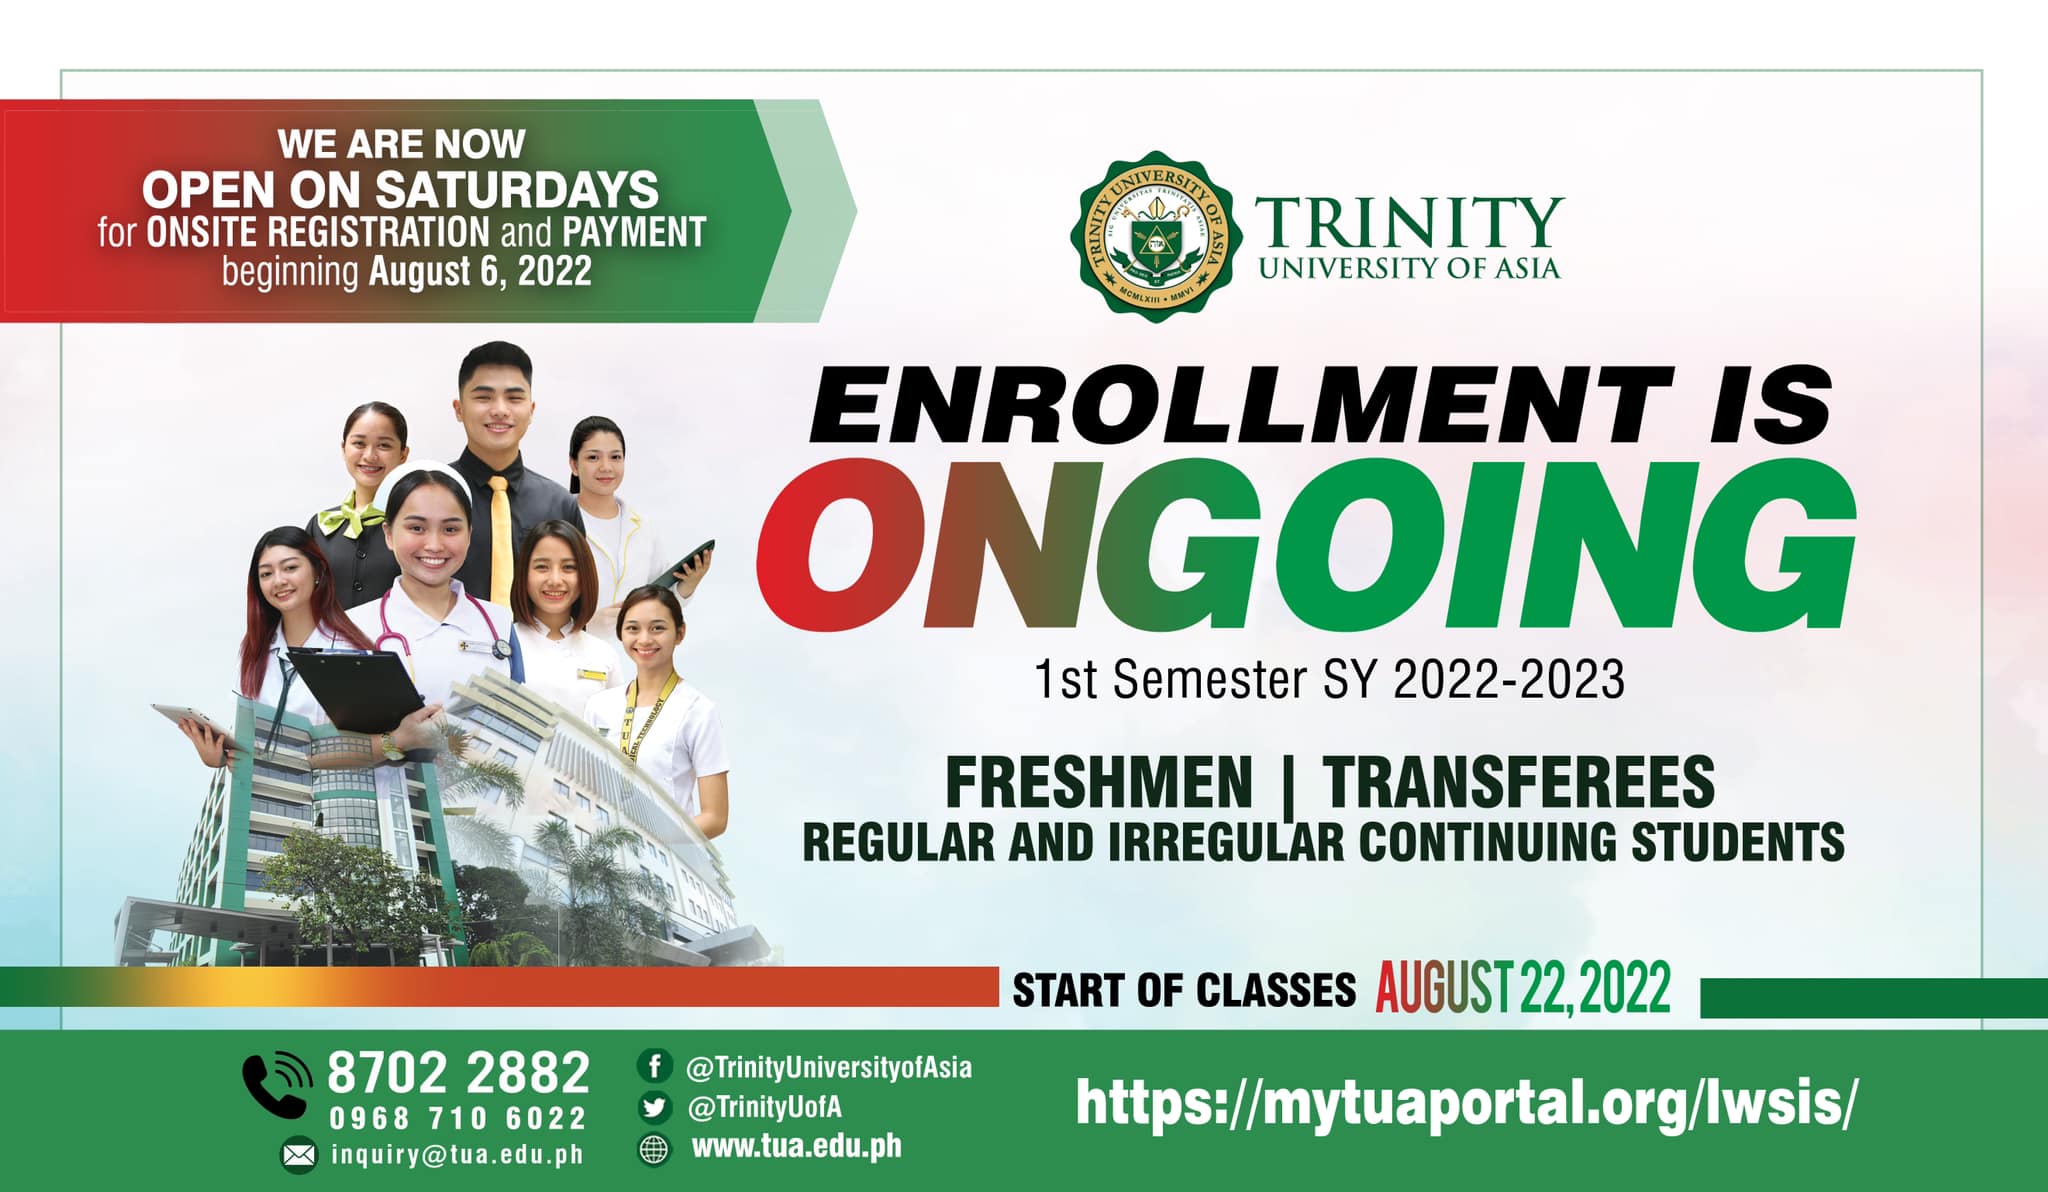 WE ARE NOW
OPEN ON SATURDAYS
for ONSITE REGISTRATION and PAYMENT
beginning August 6, 2022
TRINITY UNIVERSITY OF ASIA
MCMLXIII • MMVI
TRINITY
UNIVERSITY OF ASIA
ENROLLMENT IS
ONGOING
1st Semester SY 2022-2023
FRESHMEN | TRANSFEREES
REGULAR AND IRREGULAR CONTINUING STUDENTS
START OF CLASSES AUGUST 22, 2022
8702 2882
0968 710 6022
inquiry@tua.edu.ph
@TrinityUniversityofAsia
@TrinityUofA
www.tua.edu.ph
https://mytuaportal.org/lwsis/